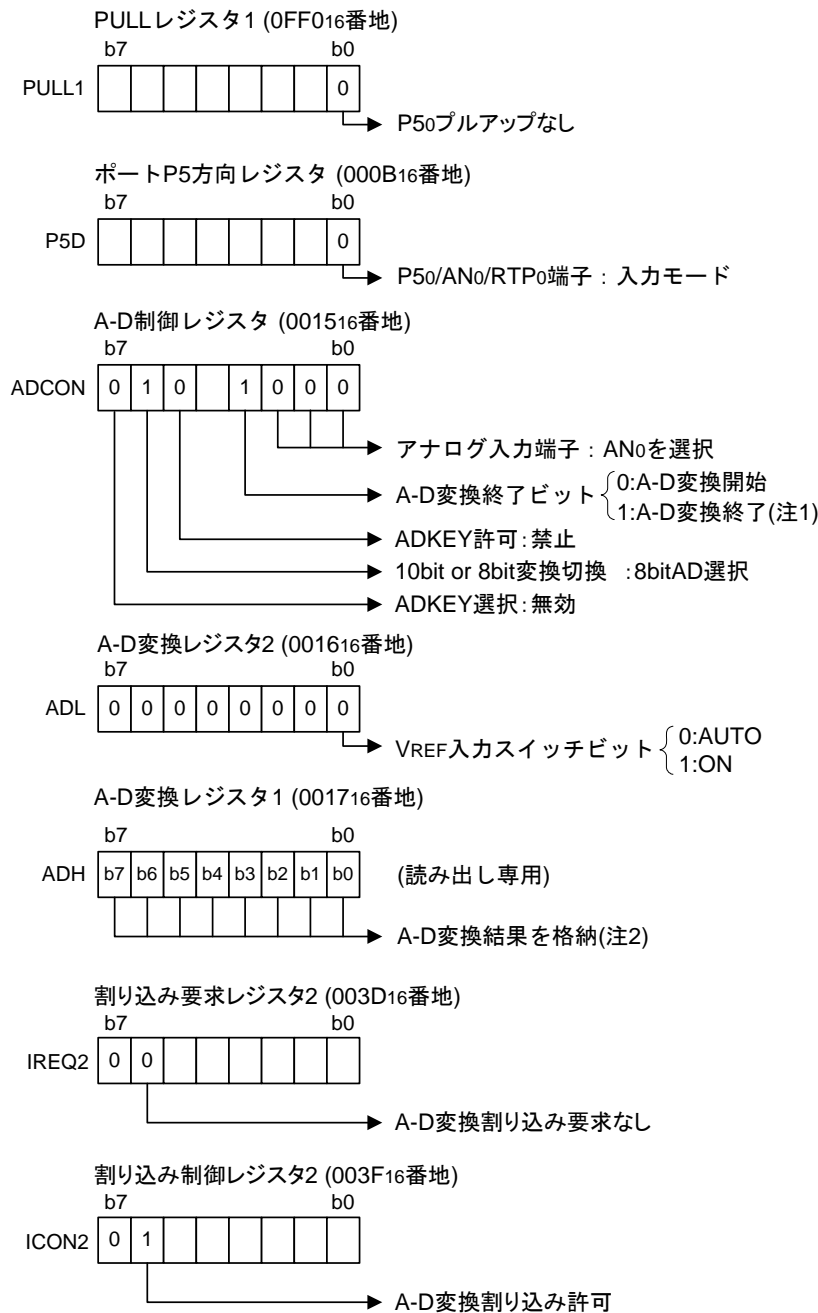 PULLレジスタ1 (0FF016番地)
b7 b0
PULL1 0
P50プルアップなし
ポートP5方向レジスタ (000B16番地)
b7 b0
P5D 0
P50/AN0/RTP0端子 : 入力モード
A-D制御レジスタ (001516番地)
b7 b0
ADCON 0 1 0 1 0 0 0
アナログ入力端子 : AN0を選択
A-D変換終了ビット 0:A-D変換開始
1:A-D変換終了(注1)
ADKEY許可:禁止
10bit or 8bit変換切換 :8bitAD選択
ADKEY選択:無効
A-D変換レジスタ2 (001616番地)
b7 b0
ADL 0 0 0 0 0 0 0 0
VREF入力スイッチビット 0:AUTO
1:ON
A-D変換レジスタ1 (001716番地)
b7 b0
ADH b7 b6 b5 b4 b3 b2 b1 b0 (読み出し専用)
A-D変換結果を格納(注2)
割り込み要求レジスタ2 (003D16番地)
b7 b0
IREQ2 0 0
A-D変換割り込み要求なし
割り込み制御レジスタ2 (003F16番地)
b7 b0
ICON2 0 1
A-D変換割り込み許可